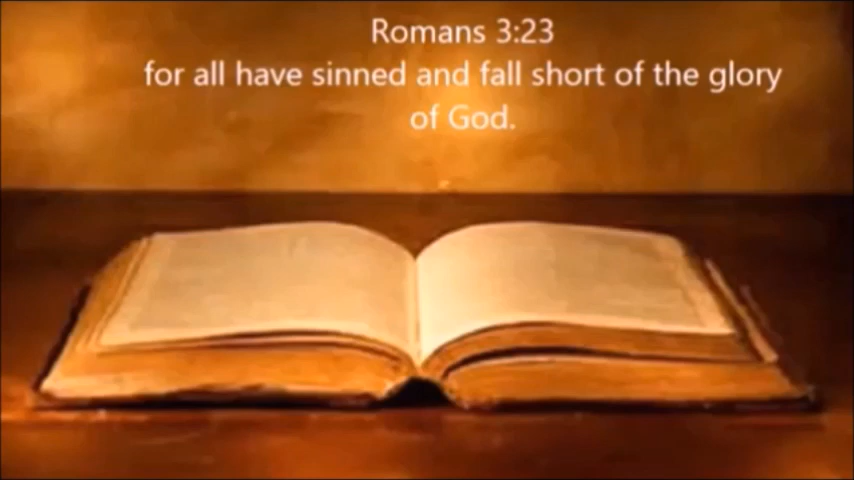 Romans 3:23
for all have sinned and fall short of the glory
of God.